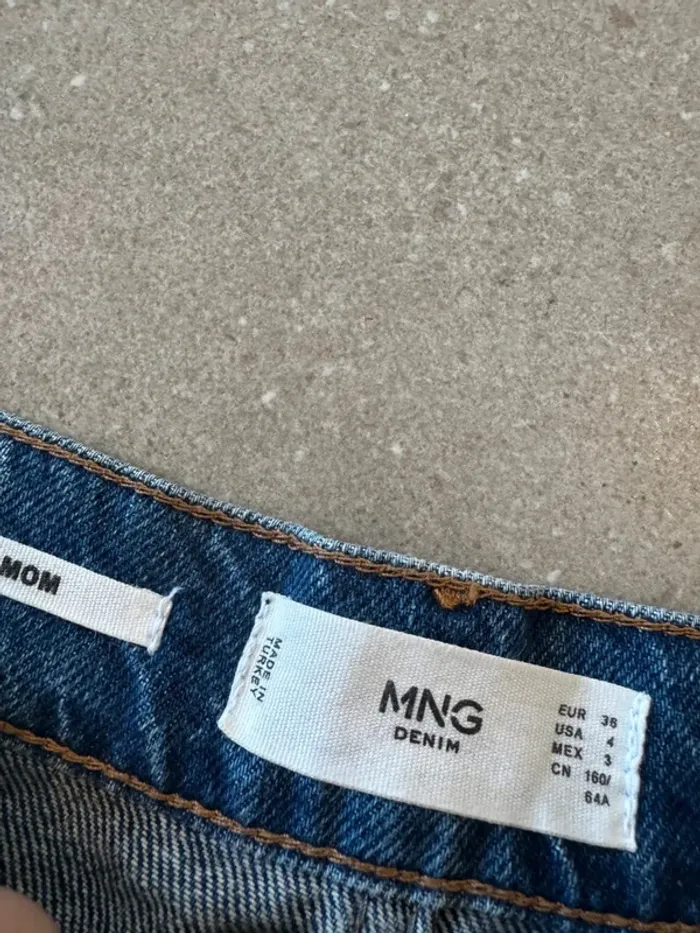 MOM
MADE IN
TURKEY
MNG
DENIM
EUR 36
USA 4
MEX 3
CN 160/
64A